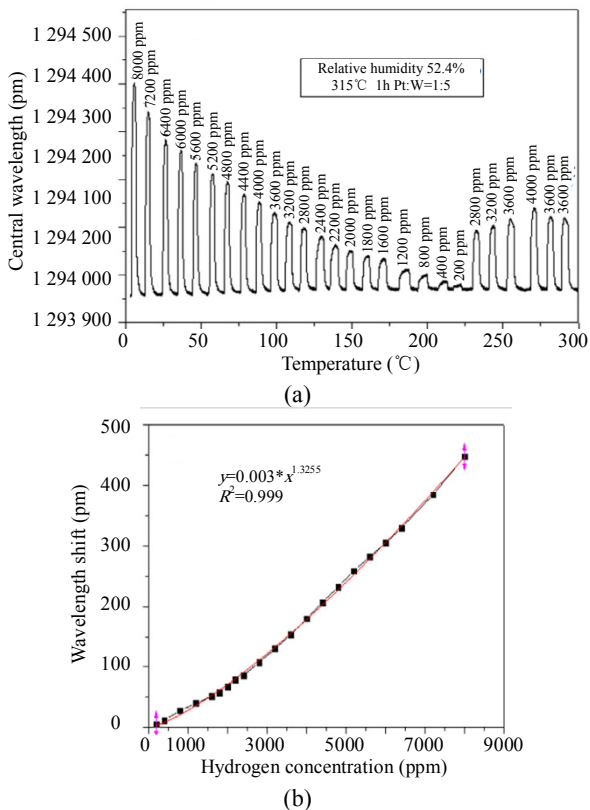 1 294 500
1 294 400
1 294 200
1 294 100
1 294 200
1 294 000
1 293 900
Central wavelength (pm)
Relative humidity 52.4%
315℃ 1h Pt:W=1:5
8000 ppm
7200 ppm
6400 ppm
6000 ppm
5600 ppm
5200 ppm
4800 ppm
4400 ppm
4000 ppm
3600 ppm
3200 ppm
2800 ppm
2400 ppm
2200 ppm
2000 ppm
1800 ppm
1600 ppm
1200 ppm
800 ppm
400 ppm
200 ppm
2800 ppm
3200 ppm
3600 ppm
4000 ppm
3600 ppm
3600 ppm
0 50 100 150 200 250 300
Temperature (℃)
(a)
500
400
300
200
100
0
Wavelength shift (pm)
y=0.003*x^1.3255
R²=0.999
0 1000 3000 5000 7000 9000
Hydrogen concentration (ppm)
(b)